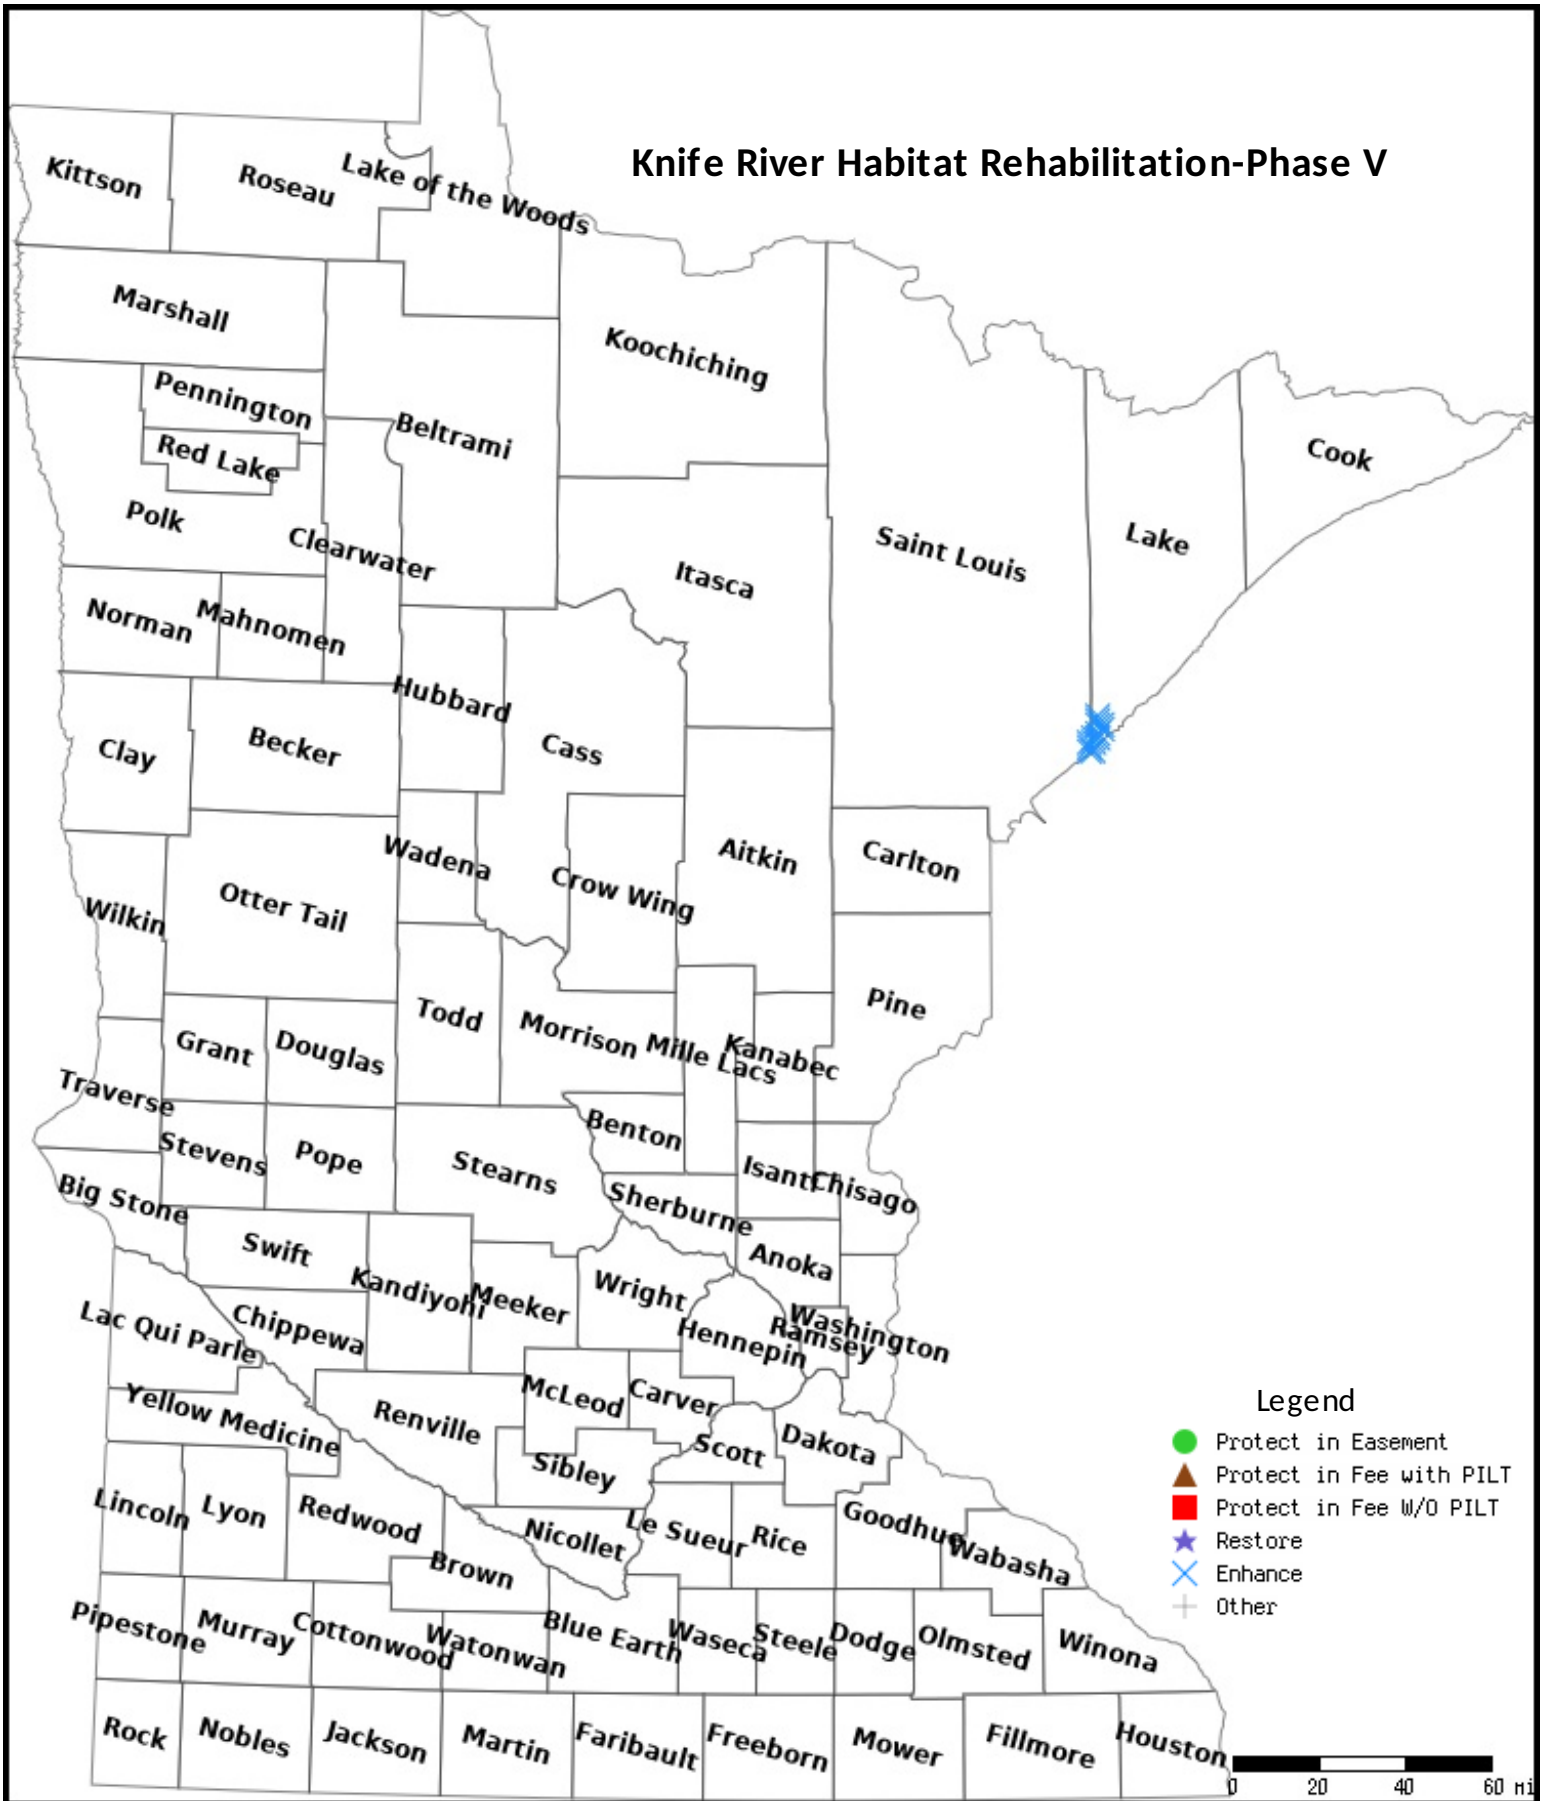 Knife River Habitat Rehabilitation-Phase V
Kittson
Roseau
Lake of the Woods
Marshall
Koochiching
Pennington
Beltrami
Red Lake
Cook
Polk
Clearwater
Saint Louis
Lake
Itasca
Norman
Mahnomen
Hubbard
Clay
Becker
Cass
Wadena
Aitkin
Carlton
Crow Wing
Otter Tail
Wilkin
Todd
Morrison
Mille Lacs
Kanabec
Pine
Grant
Douglas
Traverse
Benton
Stevens
Pope
Stearns
Isanti
Chisago
Big Stone
Sherburne
Swift
Anoka
Kandiyohi
Meeker
Wright
Lac Qui Parle
Chippewa
Hennepin
Ramsey
Washington
McLeod
Carver
Yellow Medicine
Renville
Scott
Dakota
Sibley
Lincoln
Lyon
Redwood
Nicollet
Le Sueur
Rice
Goodhue
Wabasha
Brown
Pipestone
Murray
Cottonwood
Watonwan
Blue Earth
Waseca
Steele
Dodge
Olmsted
Winona
Rock
Nobles
Jackson
Martin
Faribault
Freeborn
Mower
Fillmore
Houston
Legend
Protect in Easement
Protect in Fee with PILT
Protect in Fee W/O PILT
Restore
Enhance
Other
0 20 40 60 mi